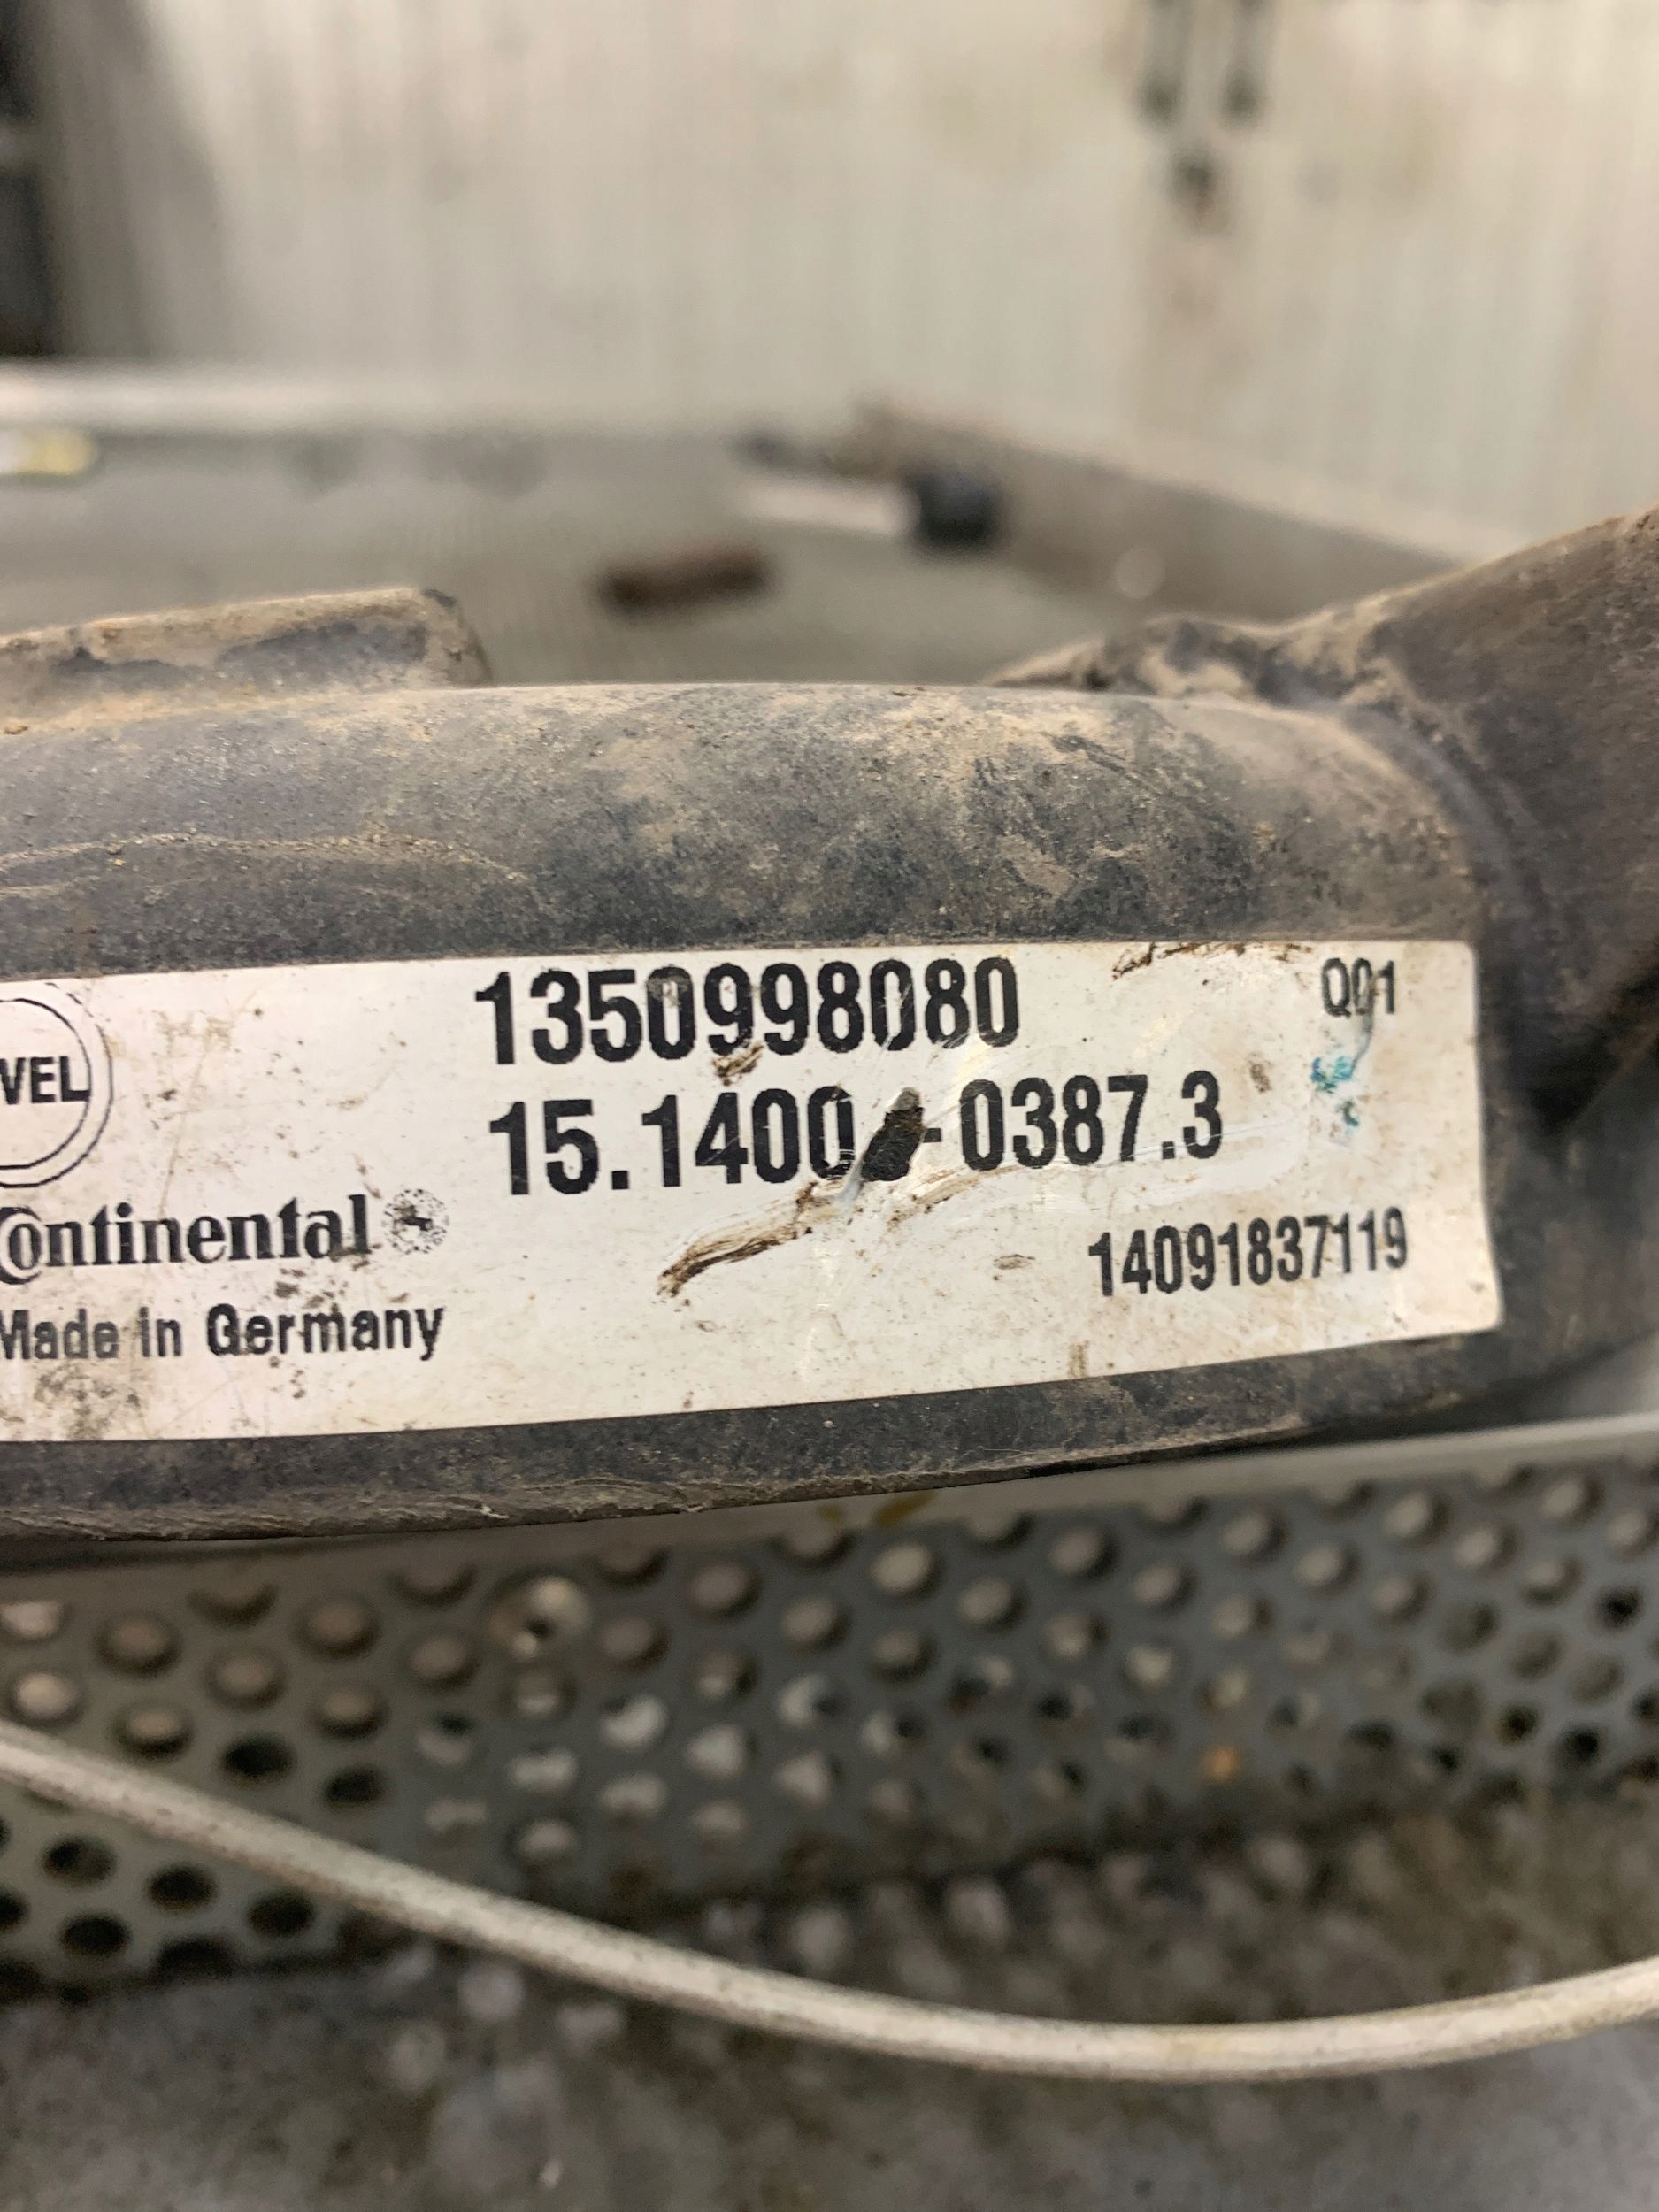 1350998080 Q01
VEL 15.1400 -0387.3
Continental 14091837119
Made in Germany